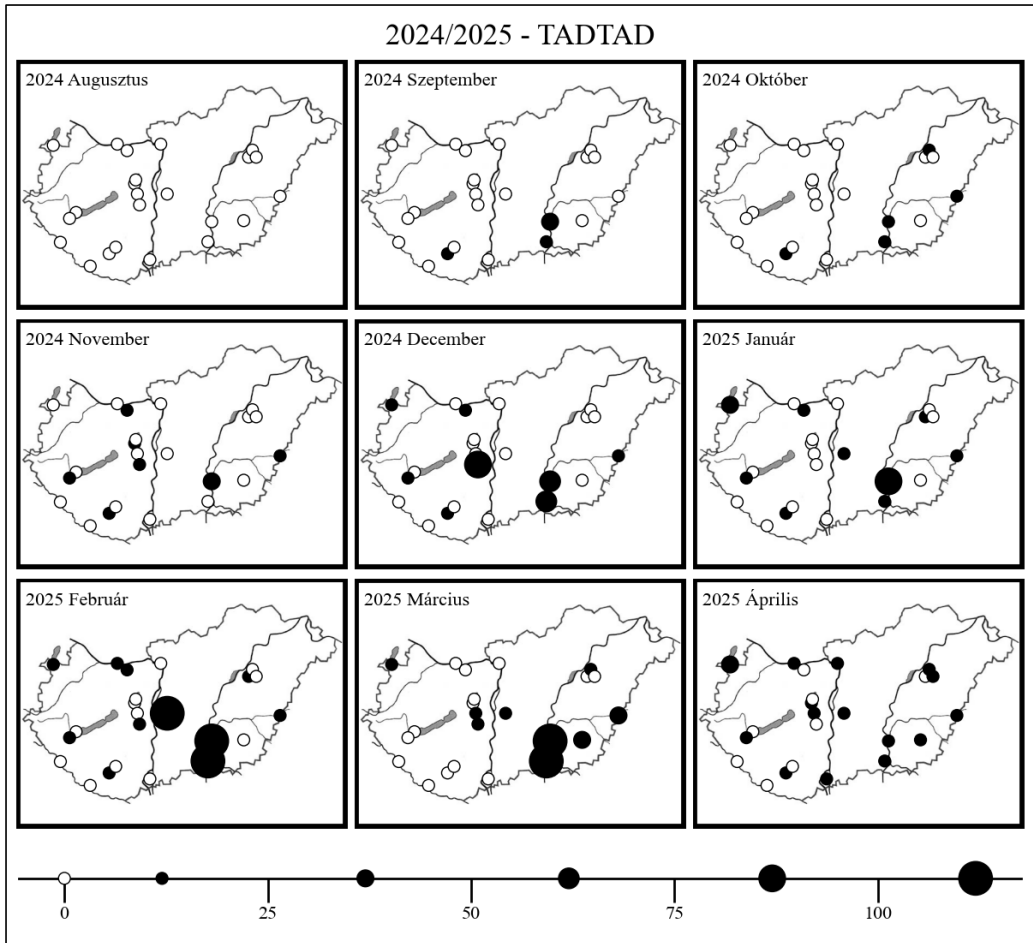 2024/2025 - TADTAD
2024 Augusztus
2024 Szeptember
2024 Október
2024 November
2024 December
2025 Január
2025 Február
2025 Március
2025 Április
0
25
50
75
100